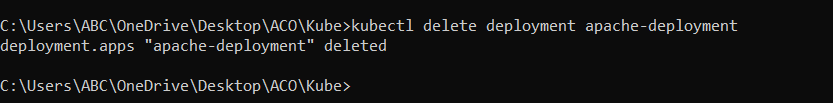 C:\Users\ABC\OneDrive\Desktop\ACO\Kube>kubectl delete deployment apache-deployment
deployment.apps "apache-deployment" deleted
C:\Users\ABC\OneDrive\Desktop\ACO\Kube>